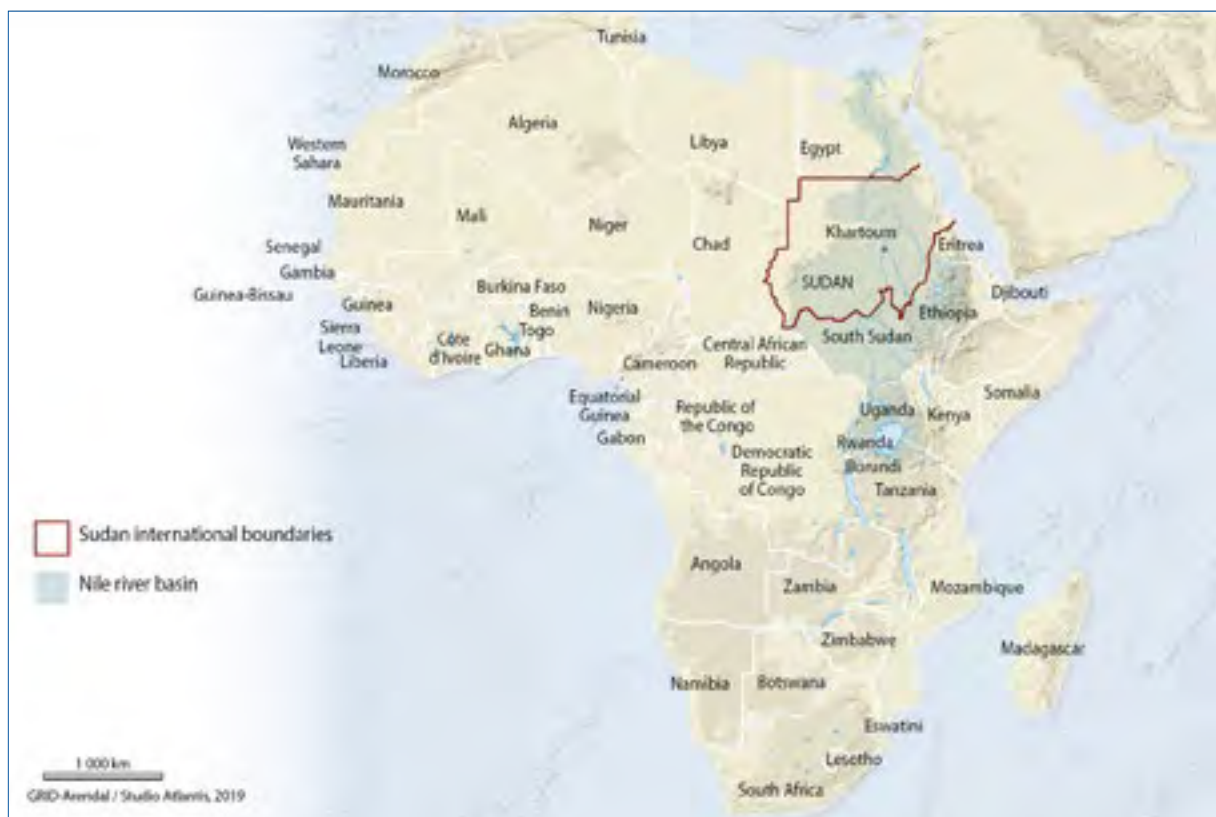 Tunisia
Morocco
Algeria
Libya
Egypt
Western
Sahara
Mauritania
Mali
Niger
Chad
Khartoum
Eritrea
Senegal
Gambia
Guinea-Bissau
Guinea
Burkina Faso
Benin
Nigeria
SUDAN
Djibouti
Ethiopia
Sierra
Leone
Liberia
Côte
d'Ivoire
Ghana
Togo
Cameroon
Central African
Republic
South Sudan
Somalia
Equatorial
Guinea
Gabon
Republic of
the Congo
Democratic
Republic
of Congo
Uganda
Kenya
Rwanda
Burundi
Tanzania
Sudan international boundaries
Nile river basin
Angola
Zambia
Mozambique
Zimbabwe
Madagascar
Namibia
Botswana
Eswatini
Lesotho
South Africa
1 000 km
GRID-Arendal / Studio Atlantis, 2019